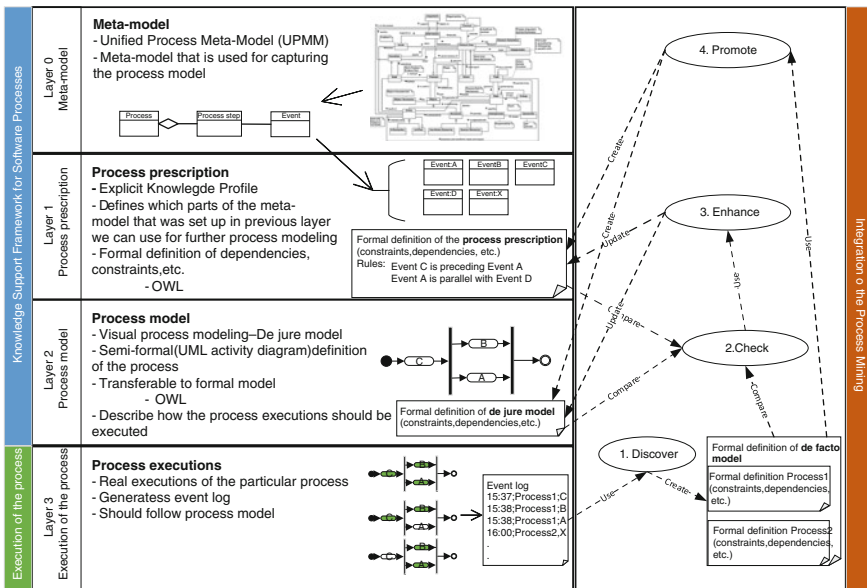 Knowledge Support Framework for Software Processes
Execution of the process
Layer 0
Meta-model
Meta-model
- Unified Process Meta-Model (UPMM)
- Meta-model that is used for capturing
the process model
Process
Process step
Event
Layer 1
Process prescription
Process prescription
- Explicit Knowlegde Profile
- Defines which parts of the meta-
model that was set up in previous layer
we can use for further process modeling
- Formal definition of dependencies,
constraints,etc.
- OWL
Event:A
EventB
EventC
Event:D
Event:X
Formal definition of the process prescription
(constraints,dependencies, etc.)
Rules: Event C is preceding Event A
Event A is parallel with Event D
Layer 2
Process model
Process model
- Visual process modeling–De jure model
- Semi-formal(UML activity diagram)definition
of the process
- Transferable to formal model
- OWL
- Describe how the process executions should be
executed
C
B
A
Formal definition of de jure model
(constraints,dependencies,etc.)
Layer 3
Execution of the process
Process executions
- Real executions of the particular process
- Generatess event log
- Should follow process model
C
B
A
C
B
A
C
B
A
Event log
15:37;Process1;C
15:38;Process1;B
15:38;Process1;A
16:00;Process2,X
.
.
4. Promote
3. Enhance
2.Check
1. Discover
Create
Create
Update
Update
Use
Use
Compare
Compare
Compare
Use
Create
Formal definition of de facto
model
Formal definition Process1
(constraints,dependencies,
etc.)
Formal definition Process2
(constraints,dependencies,
etc.)
Integration o the Process Mining